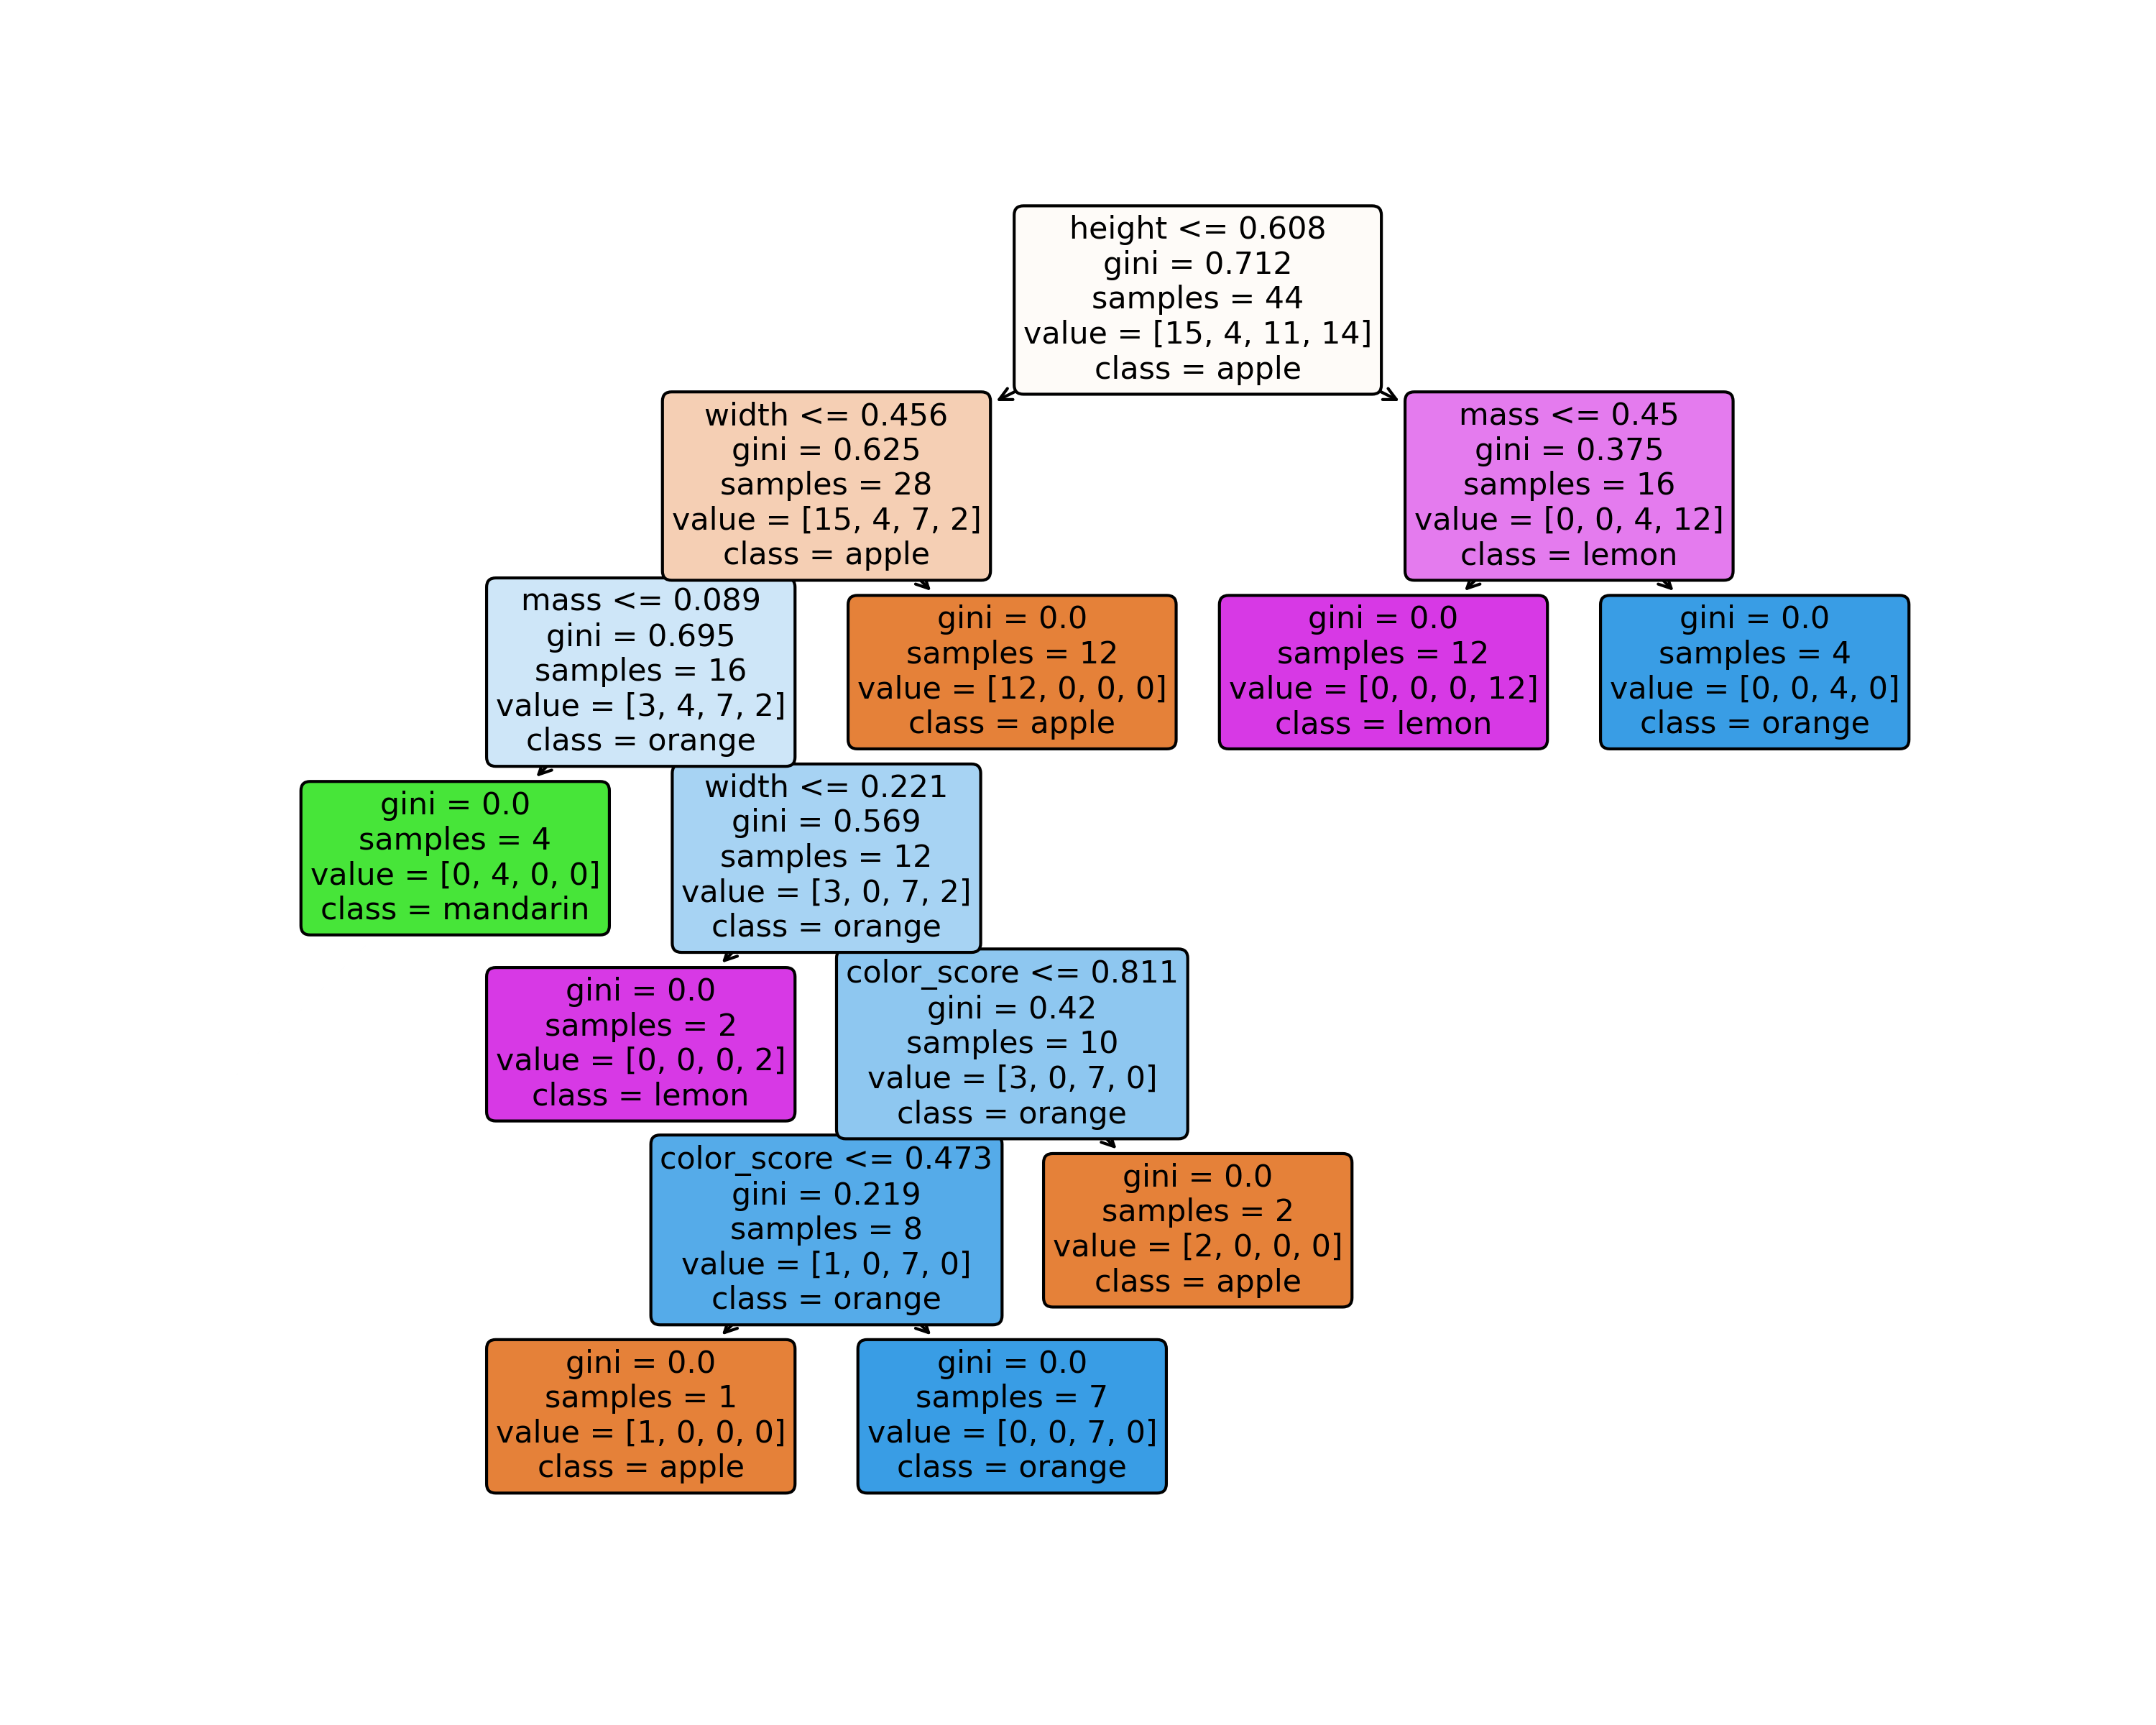 height <= 0.608
gini = 0.712
samples = 44
value = [15, 4, 11, 14]
class = apple
width <= 0.456
gini = 0.625
samples = 28
value = [15, 4, 7, 2]
class = apple
mass <= 0.45
gini = 0.375
samples = 16
value = [0, 0, 4, 12]
class = lemon
mass <= 0.089
gini = 0.695
samples = 16
value = [3, 4, 7, 2]
class = orange
gini = 0.0
samples = 12
value = [12, 0, 0, 0]
class = apple
gini = 0.0
samples = 12
value = [0, 0, 0, 12]
class = lemon
gini = 0.0
samples = 4
value = [0, 0, 4, 0]
class = orange
gini = 0.0
samples = 4
value = [0, 4, 0, 0]
class = mandarin
width <= 0.221
gini = 0.569
samples = 12
value = [3, 0, 7, 2]
class = orange
gini = 0.0
samples = 2
value = [0, 0, 0, 2]
class = lemon
color_score <= 0.811
gini = 0.42
samples = 10
value = [3, 0, 7, 0]
class = orange
color_score <= 0.473
gini = 0.219
samples = 8
value = [1, 0, 7, 0]
class = orange
gini = 0.0
samples = 2
value = [2, 0, 0, 0]
class = apple
gini = 0.0
samples = 1
value = [1, 0, 0, 0]
class = apple
gini = 0.0
samples = 7
value = [0, 0, 7, 0]
class = orange